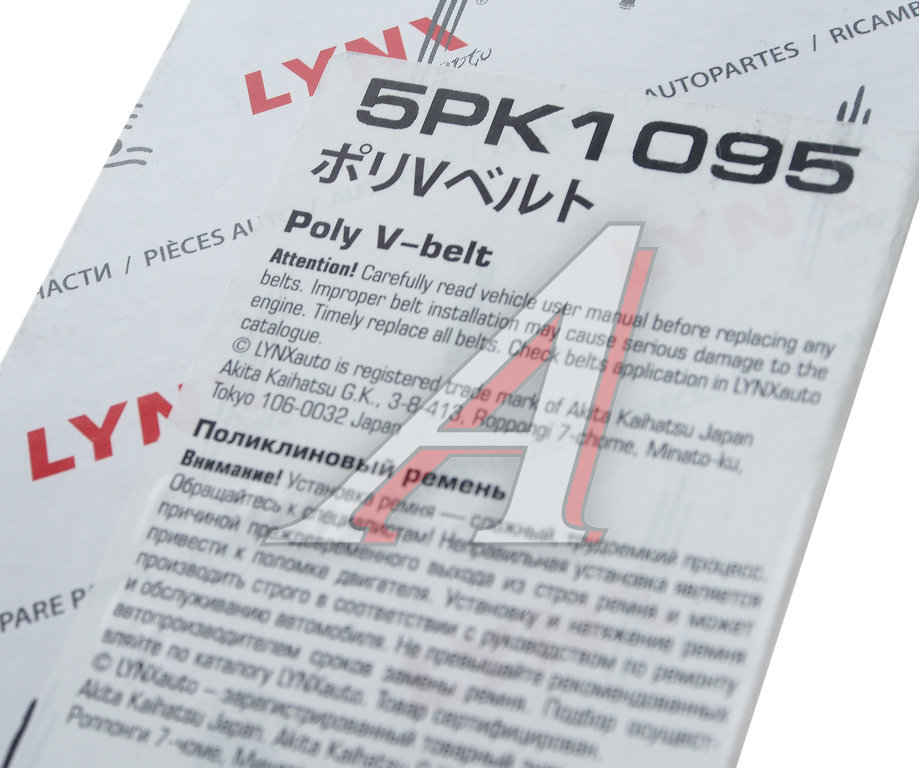 LYNX
auto
AUTOPARTES / RICAMB
5PK1095
ポリVベルト
Poly V-belt
ЧАСТИ / PIÈCES AUTO / AU
Attention! Carefully read vehicle user manual before replacing any
belts. Improper belt installation may cause serious damage to the
engine. Timely replace all belts. Check belts application in LYNXauto
catalogue.
© LYNXauto is registered trade mark of Akita Kaihatsu Japan
Akita Kaihatsu G.K., 3-8-413, Roppongi 7-chome, Minato-ku,
Tokyo 106-0032 Japan
LYN
Поликлиновый ремень
Внимание! Установка ремня — сложный, трудоемкий процесс.
Обращайтесь к специалистам! Неправильная установка является
причиной преждевременного выхода из строя ремня и может
привести к поломке двигателя. Установку и натяжение ремня
производить строго в соответствии с руководством по ремонту
и обслуживанию автомобиля. Не превышайте рекомендованных
автопроизводителем сроков замены ремня. Подбор осущест-
вляйте по каталогу LYNXauto. Товар сертифицирован.
PARE P
© LYNXauto – зарегистрированный товарный
Akita Kaihatsu Japan. Akita Kaihatsu
Роппонги 7-чоме,
A